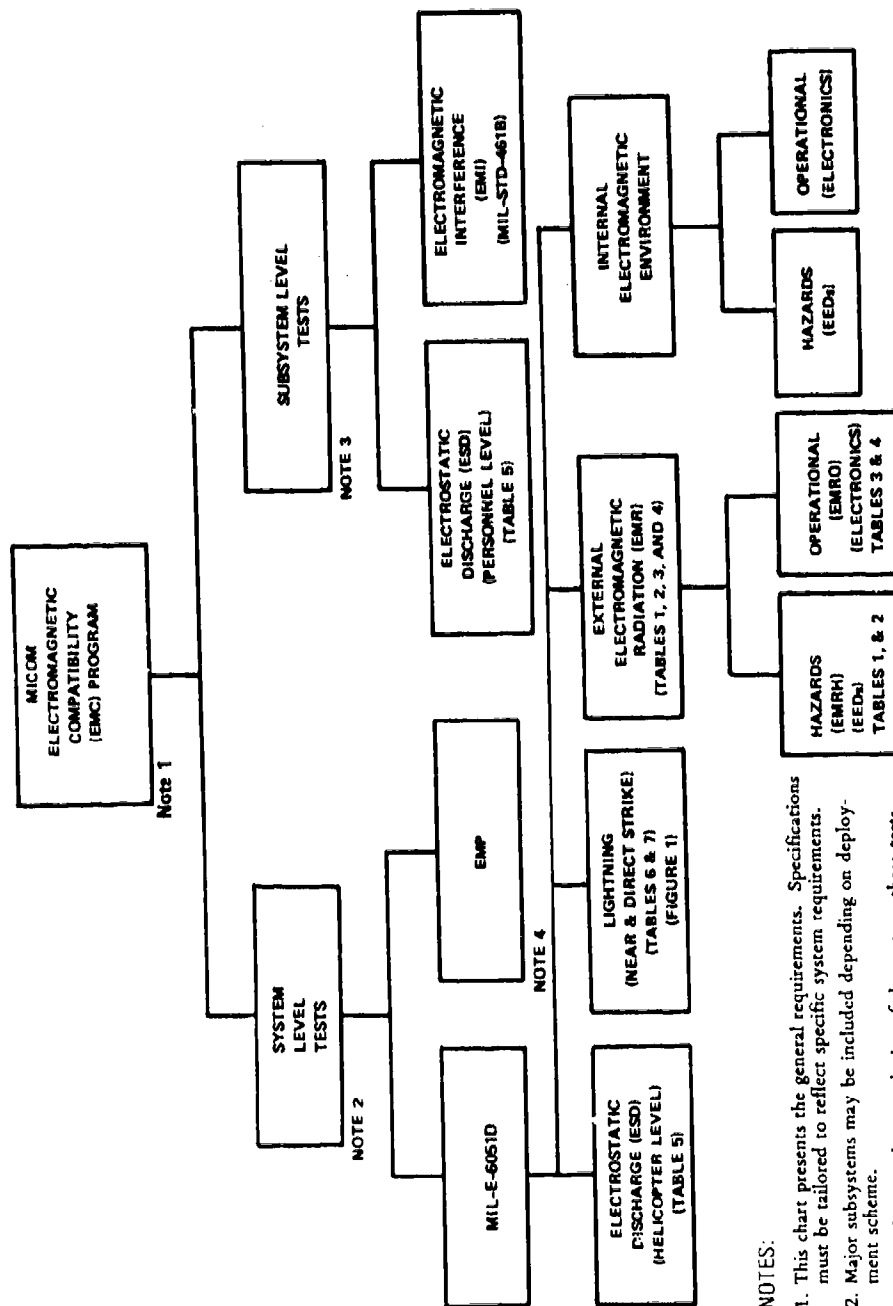 MICOM
ELECTROMAGNETIC
COMPATIBILITY
(EMC) PROGRAM
Note 1
SYSTEM
LEVEL
TESTS
NOTE 2
SUBSYSTEM LEVEL
TESTS
NOTE 3
MIL-E-6051D
EMP
NOTE 4
ELECTROSTATIC
DISCHARGE (ESD)
(PERSONNEL LEVEL)
(TABLE 5)
ELECTROMAGNETIC
INTERFERENCE
(EMI)
(MIL-STD-461B)
ELECTROSTATIC
DISCHARGE (ESD)
(HELICOPTER LEVEL)
(TABLE 5)
LIGHTNING
(NEAR & DIRECT STRIKE)
(TABLES 6 & 7)
(FIGURE 1)
EXTERNAL
ELECTROMAGNETIC
RADIATION (EMR)
(TABLES 1, 2, 3, AND 4)
INTERNAL
ELECTROMAGNETIC
ENVIRONMENT
HAZARDS
(EMRH)
(EEDs)
TABLES 1, & 2
OPERATIONAL
(EMRO)
(ELECTRONICS)
TABLES 3 & 4
HAZARDS
(EEDs)
OPERATIONAL
(ELECTRONICS)
NOTES:
1. This chart presents the general requirements. Specifications
must be tailored to reflect specific system requirements.
2. Major subsystems may be included depending on deploy-
ment scheme.